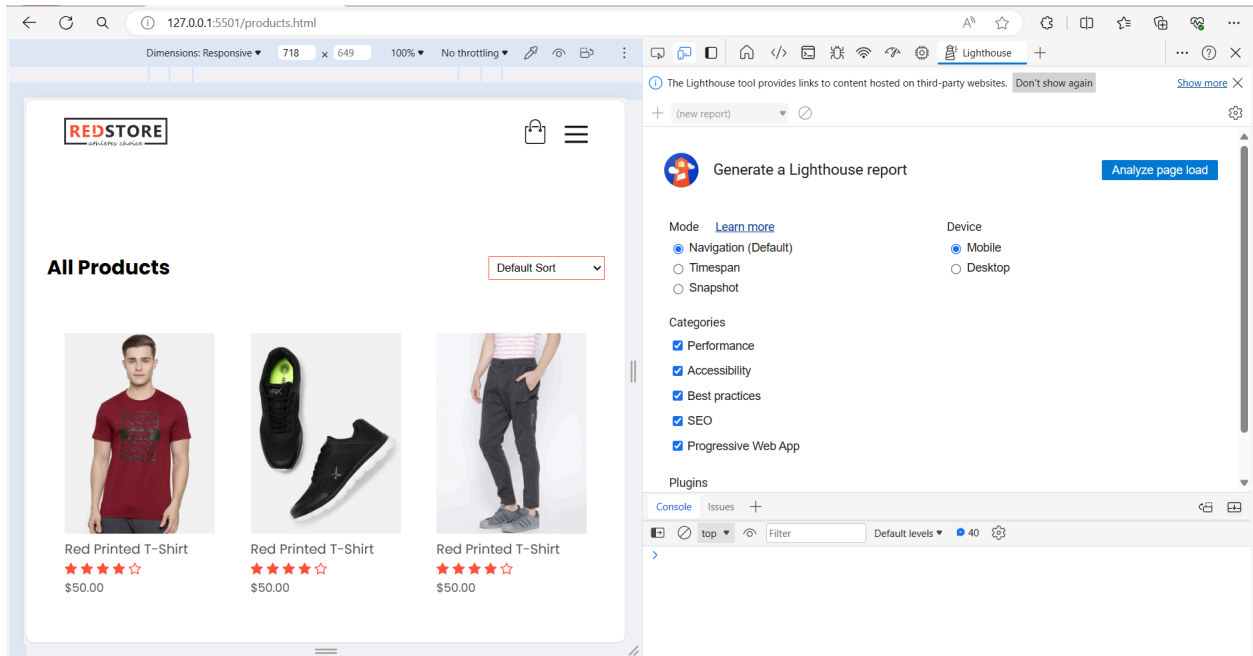 127.0.0.1:5501/products.html
Dimensions: Responsive 718 x 649 100% No throttling
Lighthouse
The Lighthouse tool provides links to content hosted on third-party websites. Don't show again Show more
(new report)
REDSTORE
athletes choice
Generate a Lighthouse report Analyze page load
Mode Learn more Device
Navigation (Default) Mobile
Timespan Desktop
Snapshot
All Products Default Sort
Categories
Performance
Accessibility
Best practices
SEO
Progressive Web App
Plugins
Console Issues
top Filter Default levels 40
Red Printed T-Shirt Red Printed T-Shirt Red Printed T-Shirt
$50.00 $50.00 $50.00